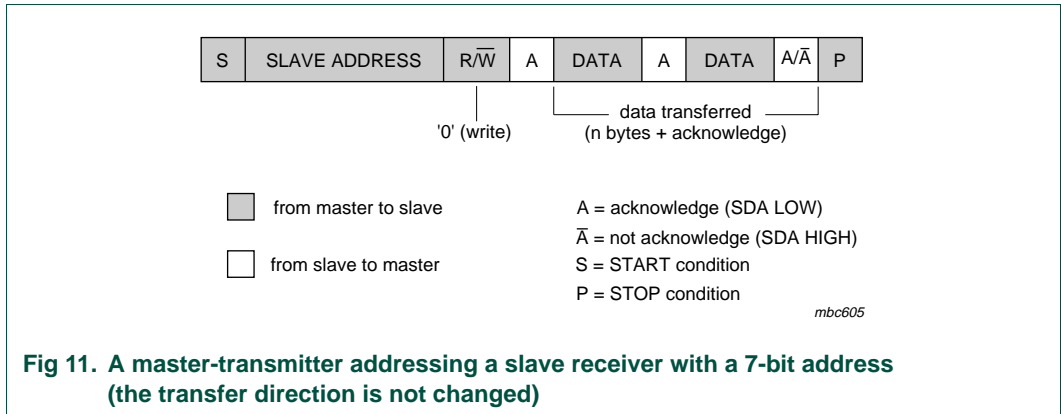 S SLAVE ADDRESS R/W̅ A DATA A DATA A/A̅ P
'0' (write)
data transferred
(n bytes + acknowledge)
from master to slave
from slave to master
A = acknowledge (SDA LOW)
A̅ = not acknowledge (SDA HIGH)
S = START condition
P = STOP condition
mbc605
Fig 11. A master-transmitter addressing a slave receiver with a 7-bit address
(the transfer direction is not changed)